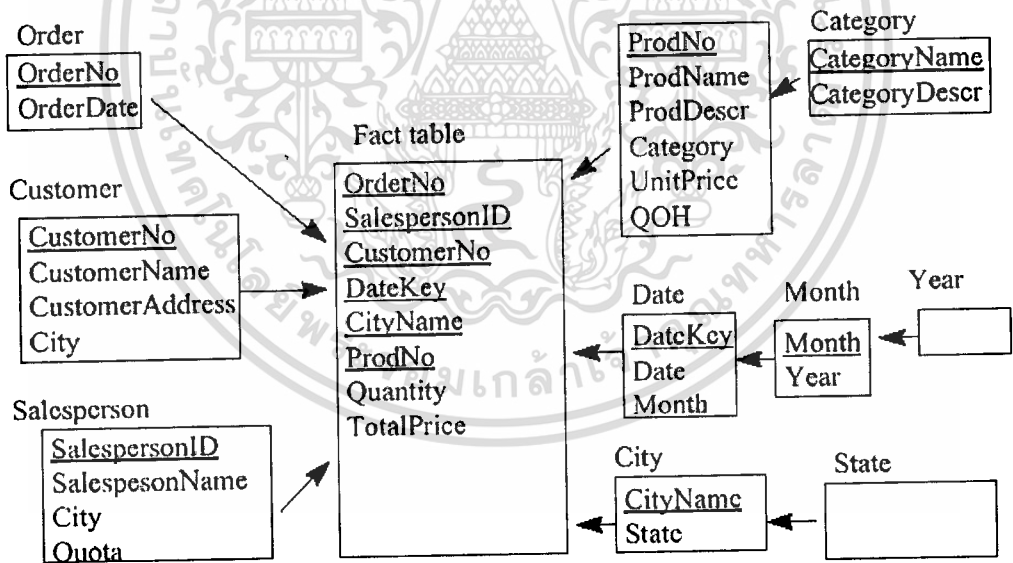 Order
OrderNo
OrderDate
Customer
CustomerNo
CustomerName
CustomerAddress
City
Salesperson
SalespersonID
SalespesonName
City
Quota
Fact table
OrderNo
SalespersonID
CustomerNo
DateKey
CityName
ProdNo
Quantity
TotalPrice
ProdNo
ProdName
ProdDescr
Category
UnitPrice
QOH
Category
CategoryName
CategoryDescr
Date
DateKey
Date
Month
Month
Month
Year
Year
City
CityName
State
State